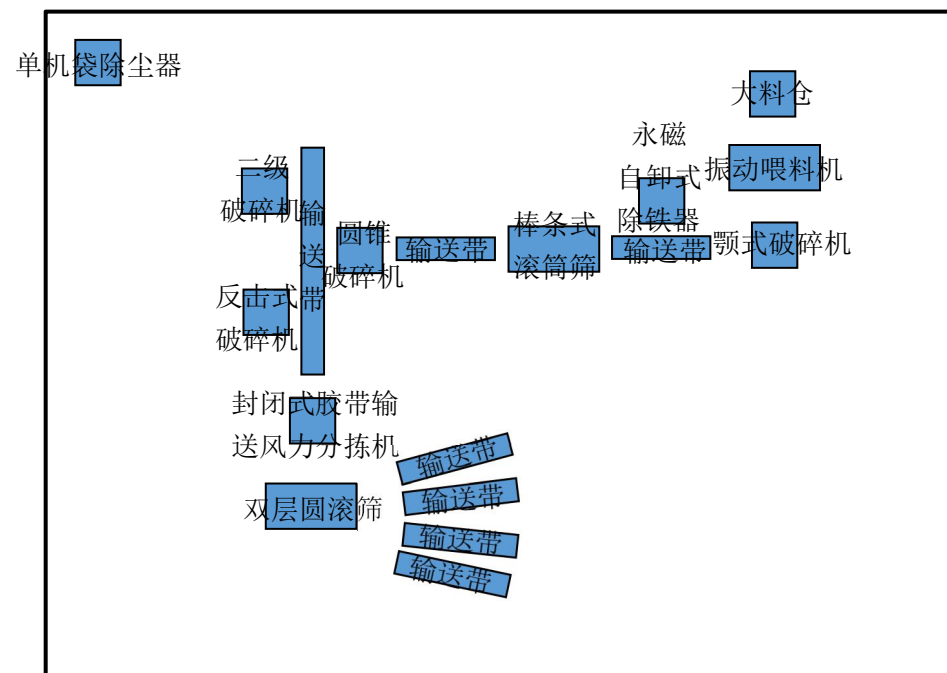 单机袋除尘器
大料仓
永磁
自卸式
除铁器
振动喂料机
二级
破碎机
输
送
带
圆锥
破碎机
输送带
棒条式
滚筒筛
输送带
颚式破碎机
反击式
破碎机
封闭式胶带输
送风力分拣机
输送带
双层圆滚筛
输送带
输送带
输送带